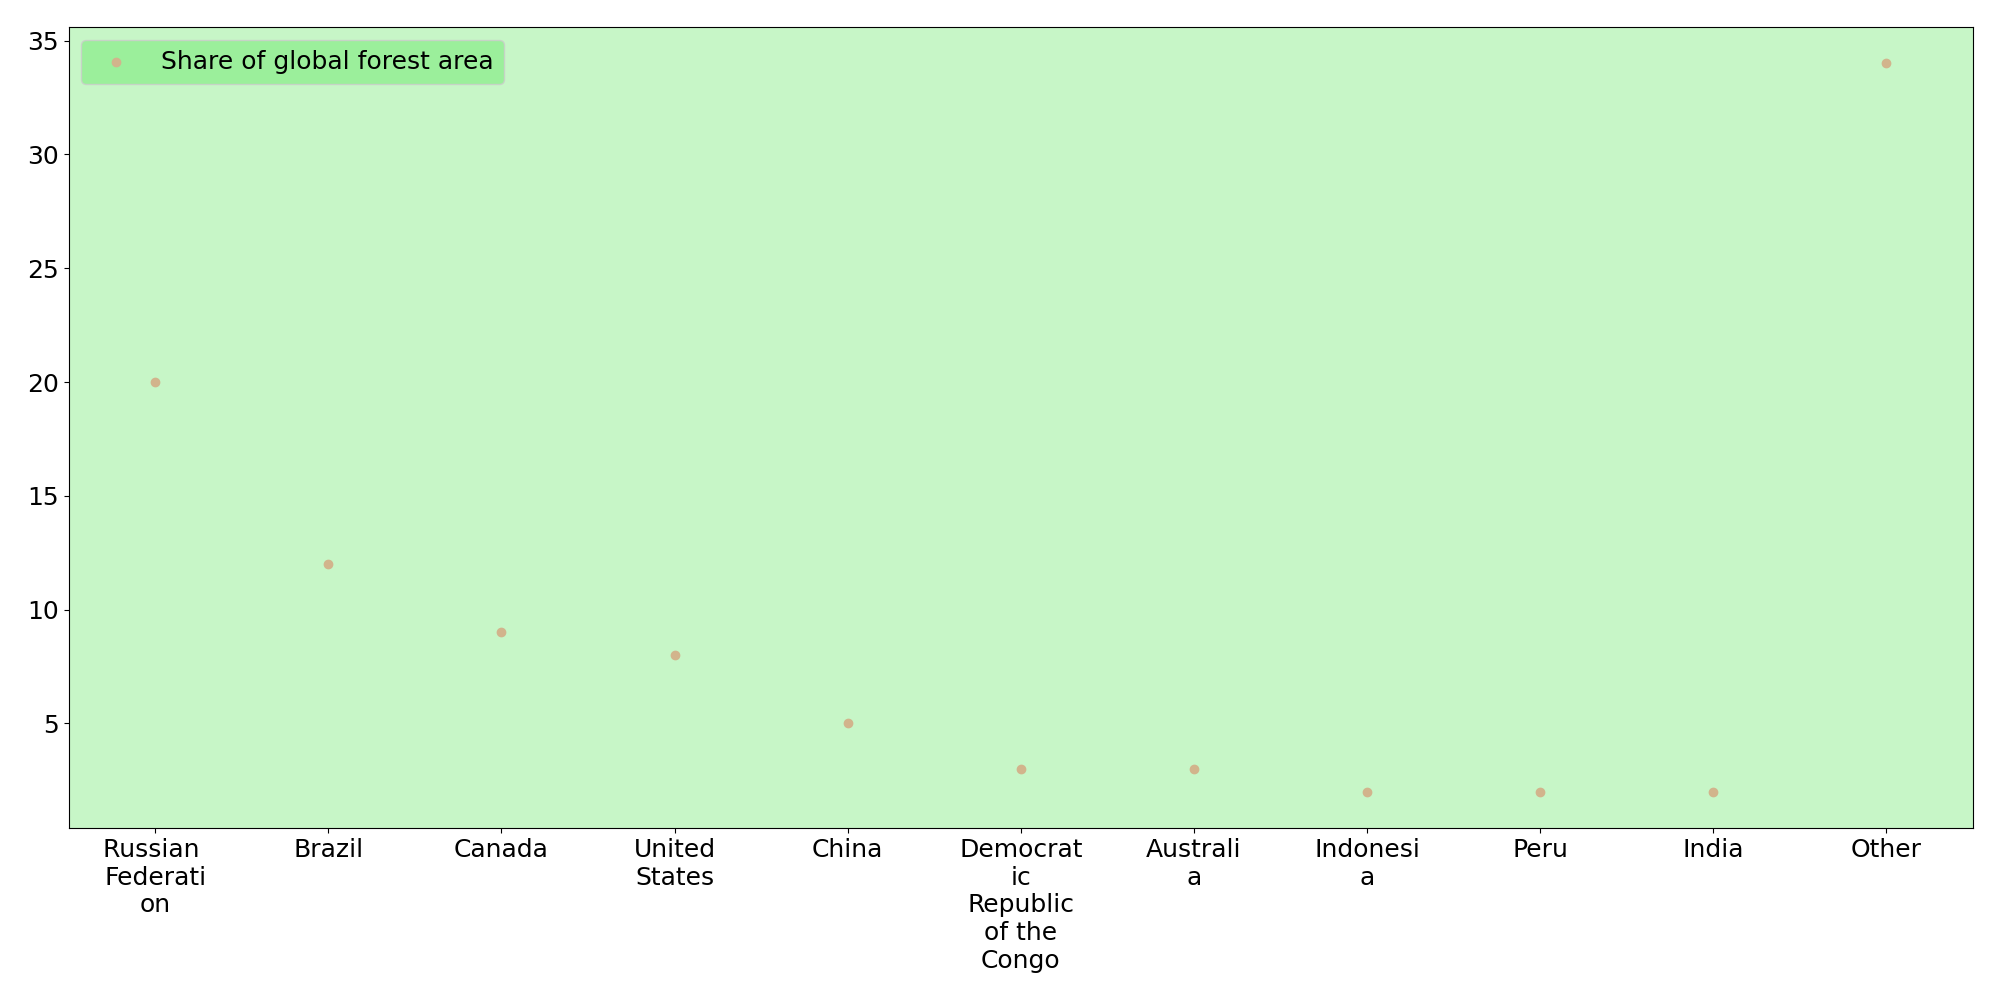 Share of global forest area
35
30
25
20
15
10
5
Russian
Federati
on
Brazil
Canada
United
States
China
Democrat
ic
Republic
of the
Congo
Australi
a
Indonesi
a
Peru
India
Other